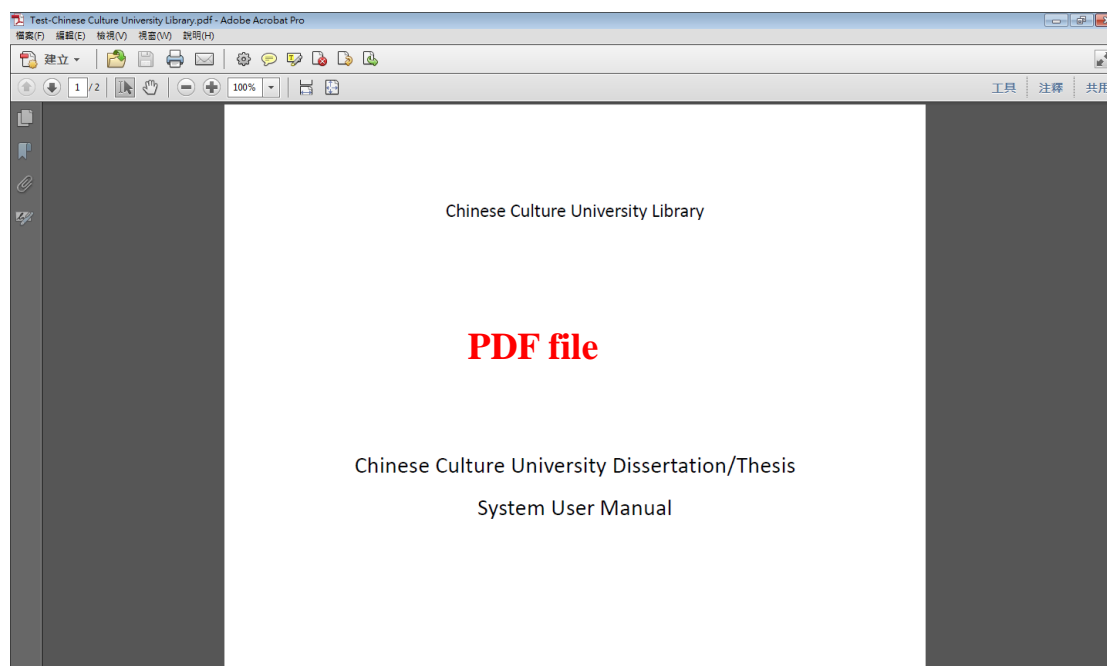 Test-Chinese Culture University Library.pdf - Adobe Acrobat Pro
檔案(F) 編輯(E) 檢視(V) 視窗(W) 說明(H)
建立
1 / 2 100% 工具 注釋 共用
Chinese Culture University Library
PDF file
Chinese Culture University Dissertation/Thesis
System User Manual